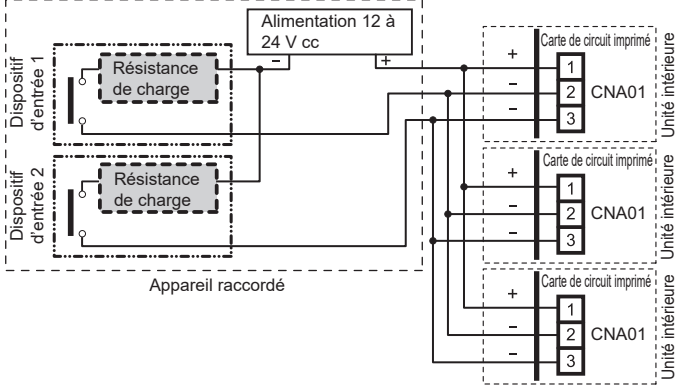 Alimentation 12 à
24 V cc
−
+
Dispositif
d'entrée 1
Résistance
de charge
Dispositif
d'entrée 2
Résistance
de charge
Appareil raccordé
Carte de circuit imprimé
+
−
−
1
2
3
CNA01
Unité intérieure
Carte de circuit imprimé
+
−
−
1
2
3
CNA01
Unité intérieure
Carte de circuit imprimé
+
−
−
1
2
3
CNA01
Unité intérieure